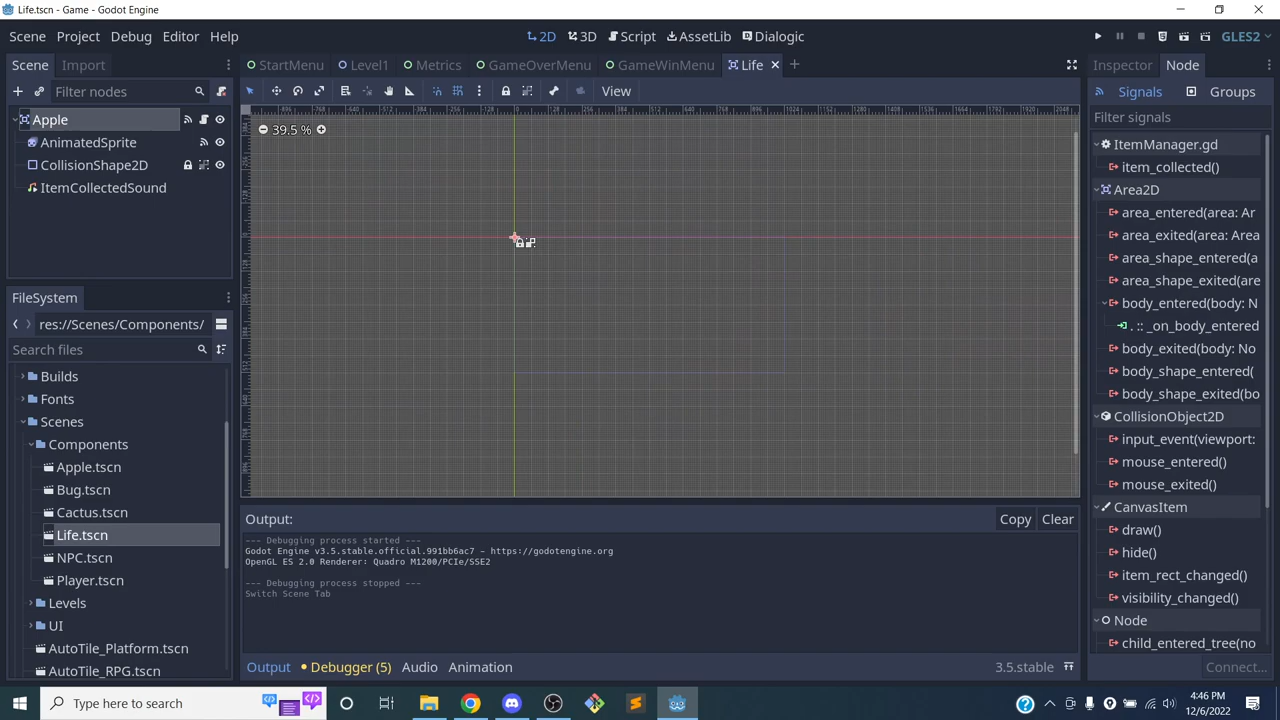 Life.tscn - Game - Godot Engine
Scene Project Debug Editor Help
2D 3D Script AssetLib Dialogic
GLES2
Scene Import
Filter nodes
Apple
AnimatedSprite
CollisionShape2D
ItemCollectedSound
FileSystem
res://Scenes/Components/
Search files
Builds
Fonts
Scenes
Components
Apple.tscn
Bug.tscn
Cactus.tscn
Life.tscn
NPC.tscn
Player.tscn
Levels
UI
AutoTile_Platform.tscn
AutoTile_RPG.tscn
StartMenu Level1 Metrics GameOverMenu GameWinMenu Life
View
39.5 %
Output:
Copy Clear
--- Debugging process started ---
Godot Engine v3.5.stable.official.991bb6ac7 - https://godotengine.org
OpenGL ES 2.0 Renderer: Quadro M1200/PCIe/SSE2
--- Debugging process stopped ---
Switch Scene Tab
Output Debugger (5) Audio Animation
3.5.stable
Inspector Node
Signals Groups
Filter signals
ItemManager.gd
item_collected()
Area2D
area_entered(area: Ar
area_exited(area: Area
area_shape_entered(a
area_shape_exited(are
body_entered(body: N
. :: _on_body_entered
body_exited(body: No
body_shape_entered(
body_shape_exited(bo
CollisionObject2D
input_event(viewport:
mouse_entered()
mouse_exited()
CanvasItem
draw()
hide()
item_rect_changed()
visibility_changed()
Node
child_entered_tree(no
Connect...
Type here to search
4:46 PM
12/6/2022